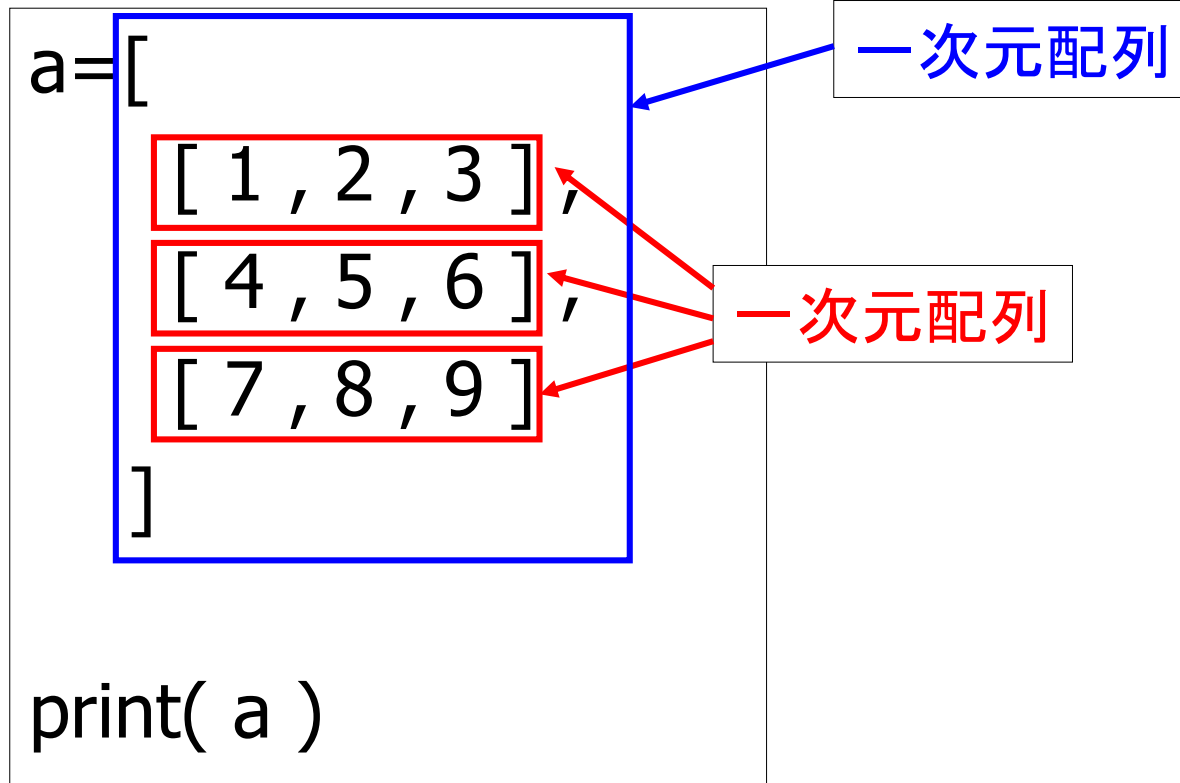 a=[
[ 1 , 2 , 3 ] ,
[ 4 , 5 , 6 ] ,
[ 7 , 8 , 9 ]
]
print( a )
一次元配列
一次元配列